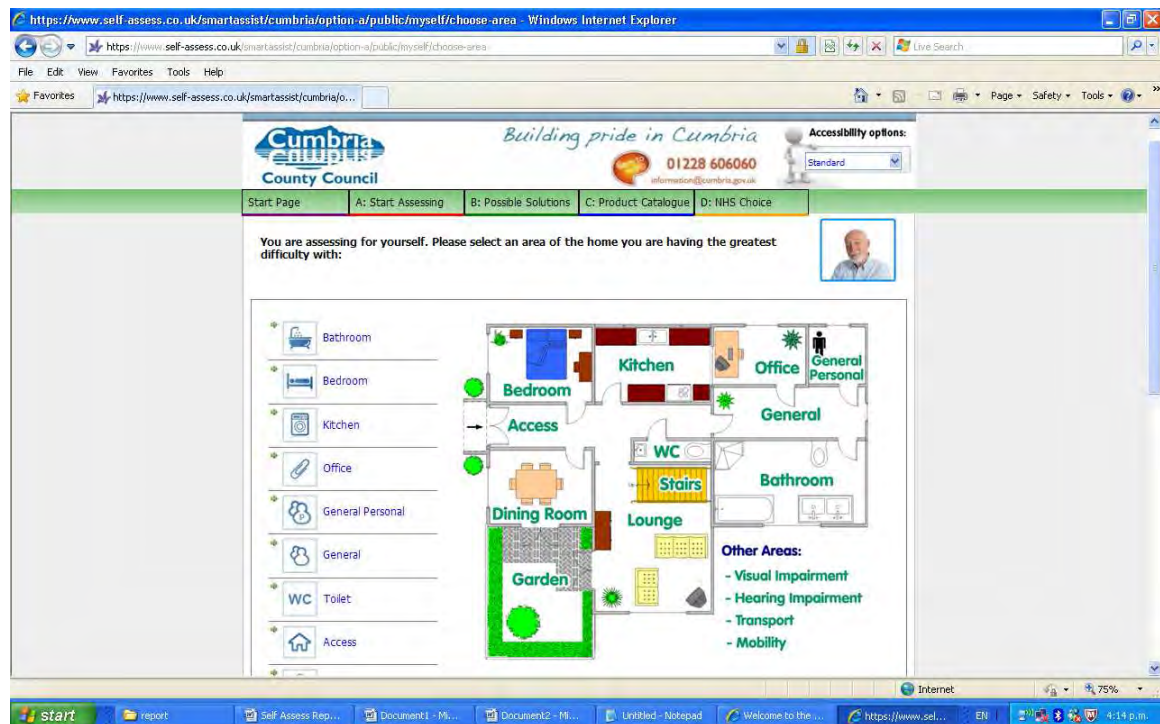 https://www.self-assess.co.uk/smartassist/cumbria/option-a/public/myself/choose-area - Windows Internet Explorer
https://www.self-assess.co.uk/smartassist/cumbria/option-a/public/myself/choose-area
Live Search
File Edit View Favorites Tools Help
Favorites https://www.self-assess.co.uk/smartassist/cumbria/o... Page Safety Tools
Cumbria
County Council
Building pride in Cumbria
01228 606060
information@cumbria.gov.uk
Accessibility options:
Standard
Start Page A: Start Assessing B: Possible Solutions C: Product Catalogue D: NHS Choice
You are assessing for yourself. Please select an area of the home you are having the greatest
difficulty with:
Bathroom
Bedroom
Kitchen
Office
General Personal
General
WC Toilet
Access
Bedroom
Kitchen
Office
General
Personal
Access
General
WC
Stairs
Bathroom
Dining Room
Lounge
Garden
Other Areas:
- Visual Impairment
- Hearing Impairment
- Transport
- Mobility
Internet 75%
start report Self Assess Rep... Document1 - Mi... Document2 - Mi... Untitled - Notepad Welcome to the ... https://www.sel... EN 4:14 p.m.